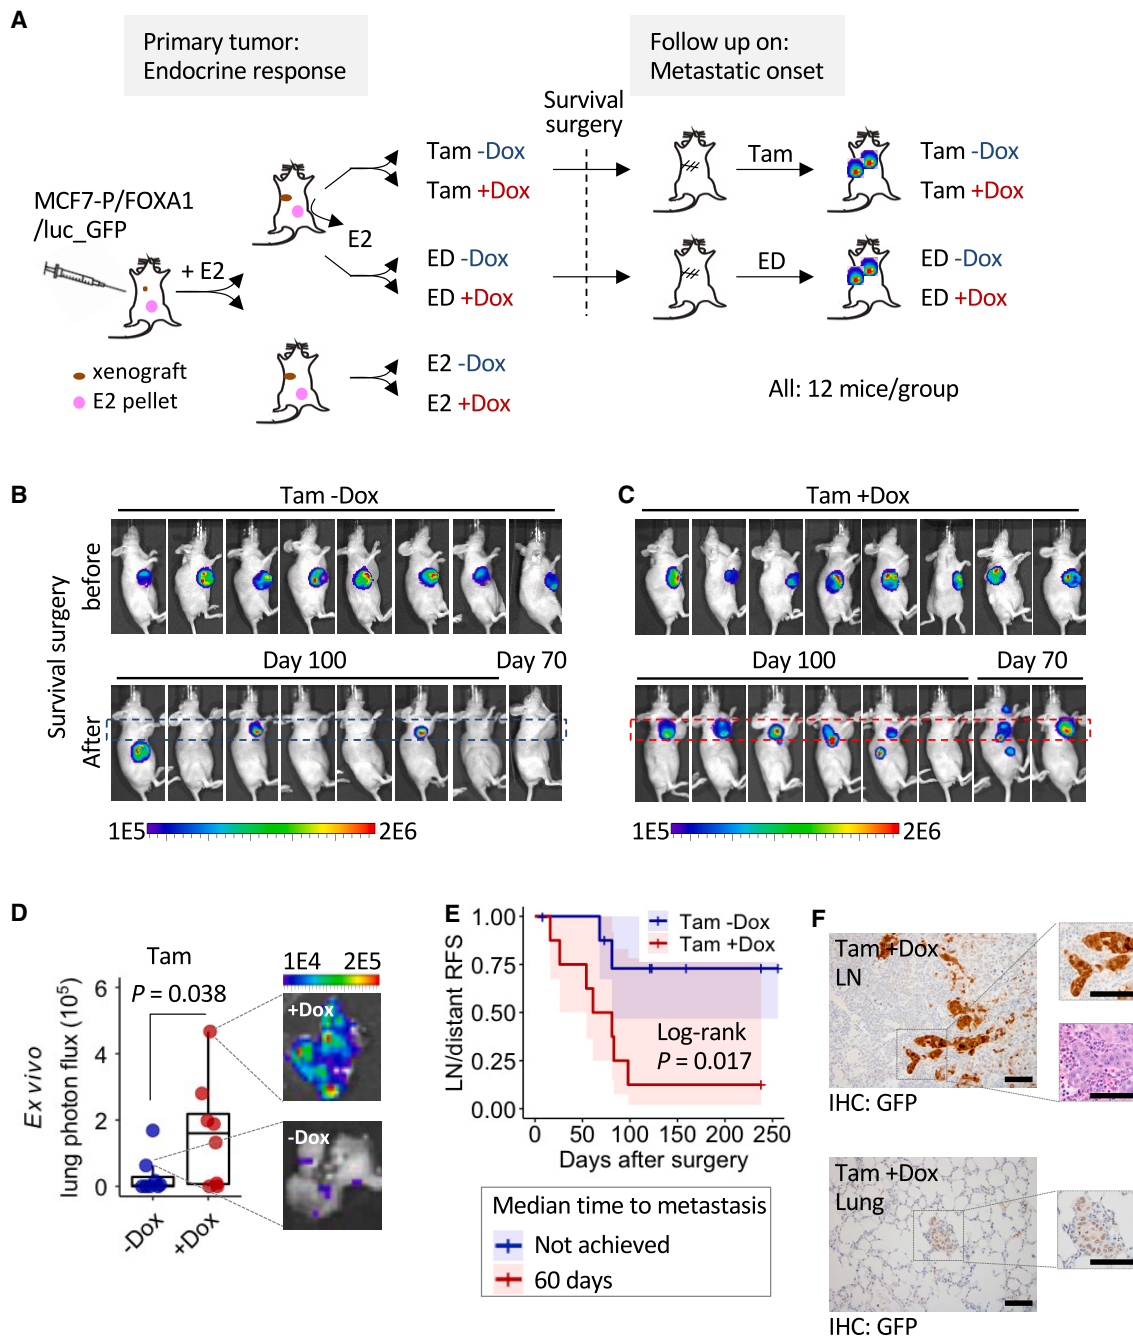 A
Primary tumor:
Endocrine response
Follow up on:
Metastatic onset
Survival
surgery
MCF7-P/FOXA1
/luc_GFP
+ E2
E2
Tam -Dox
Tam +Dox
ED -Dox
ED +Dox
E2 -Dox
E2 +Dox
Tam
ED
Tam -Dox
Tam +Dox
ED -Dox
ED +Dox
xenograft
E2 pellet
All: 12 mice/group
B
Tam -Dox
C
Tam +Dox
Survival surgery
before
After
Day 100
Day 70
Day 100
Day 70
1E5
2E6
1E5
2E6
D
Tam
P = 0.038
Ex vivo
lung photon flux (10⁵)
6
4
2
0
-Dox
+Dox
1E4
2E5
+Dox
-Dox
E
LN/distant RFS
1.00
0.75
0.50
0.25
0.00
Tam -Dox
Tam +Dox
Log-rank
P = 0.017
0 50 100 150 200 250
Days after surgery
Median time to metastasis
Not achieved
60 days
F
Tam +Dox
LN
IHC: GFP
Tam +Dox
Lung
IHC: GFP